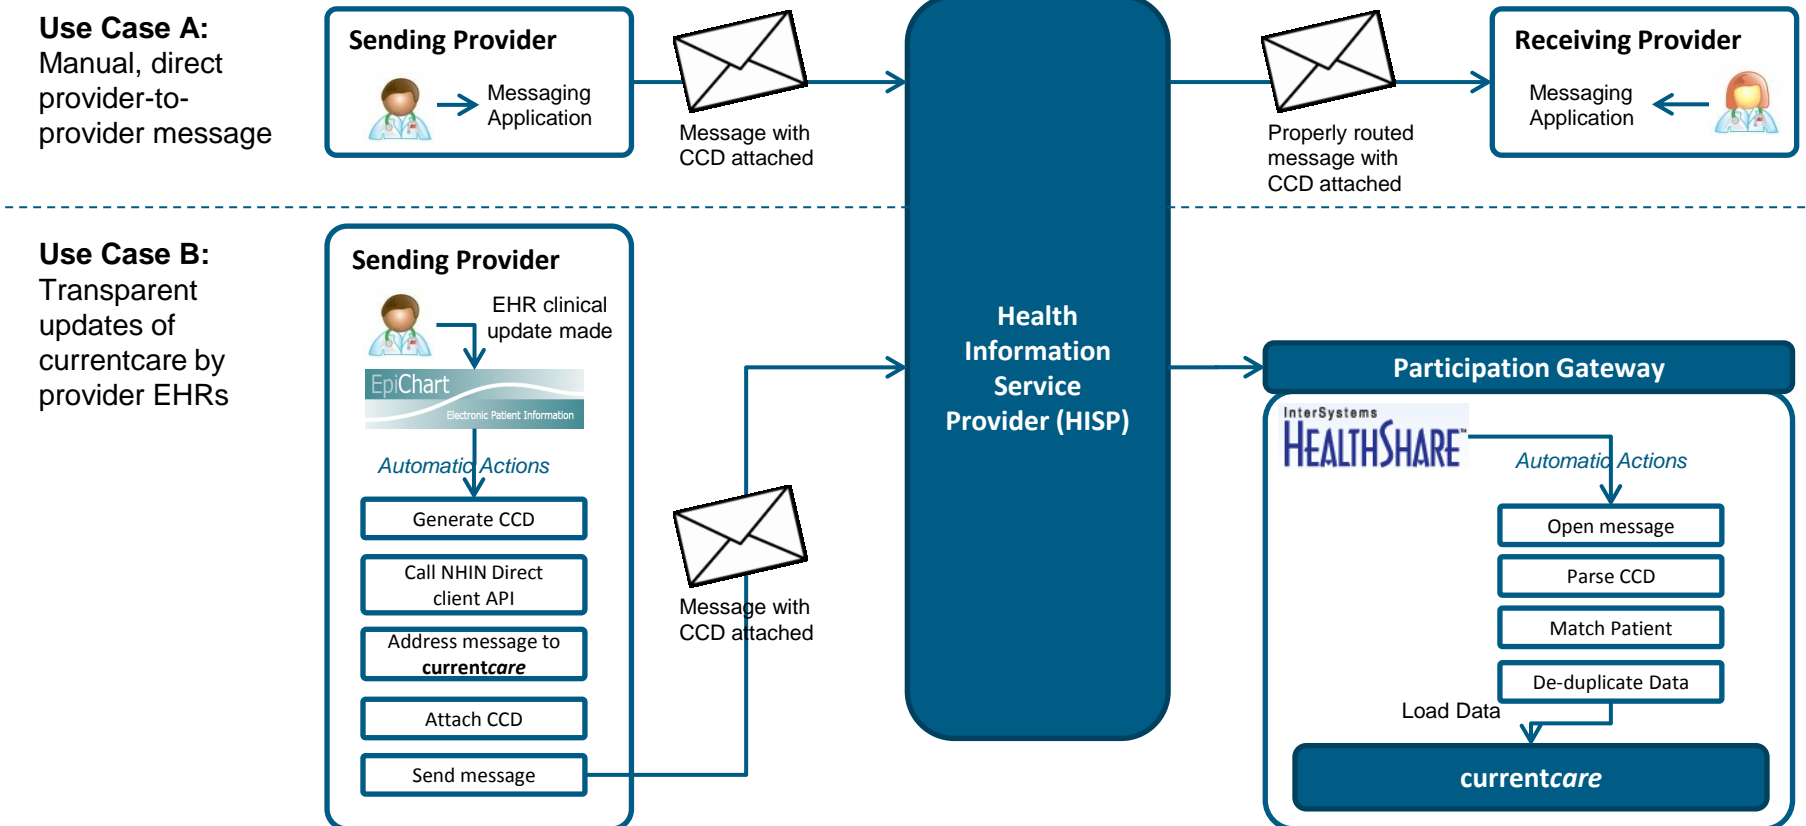 Use Case A:
Manual, direct
provider-to-
provider message
Sending Provider
Messaging
Application
Message with
CCD attached
Properly routed
message with
CCD attached
Receiving Provider
Messaging
Application
Use Case B:
Transparent
updates of
currentcare by
provider EHRs
Sending Provider
EHR clinical
update made
EpiChart
Electronic Patient Information
Automatic Actions
Generate CCD
Call NHIN Direct
client API
Address message to
currentcare
Attach CCD
Send message
Message with
CCD attached
Health
Information
Service
Provider (HISP)
Participation Gateway
InterSystems
HEALTHSHARE™
Automatic Actions
Open message
Parse CCD
Match Patient
De-duplicate Data
Load Data
currentcare